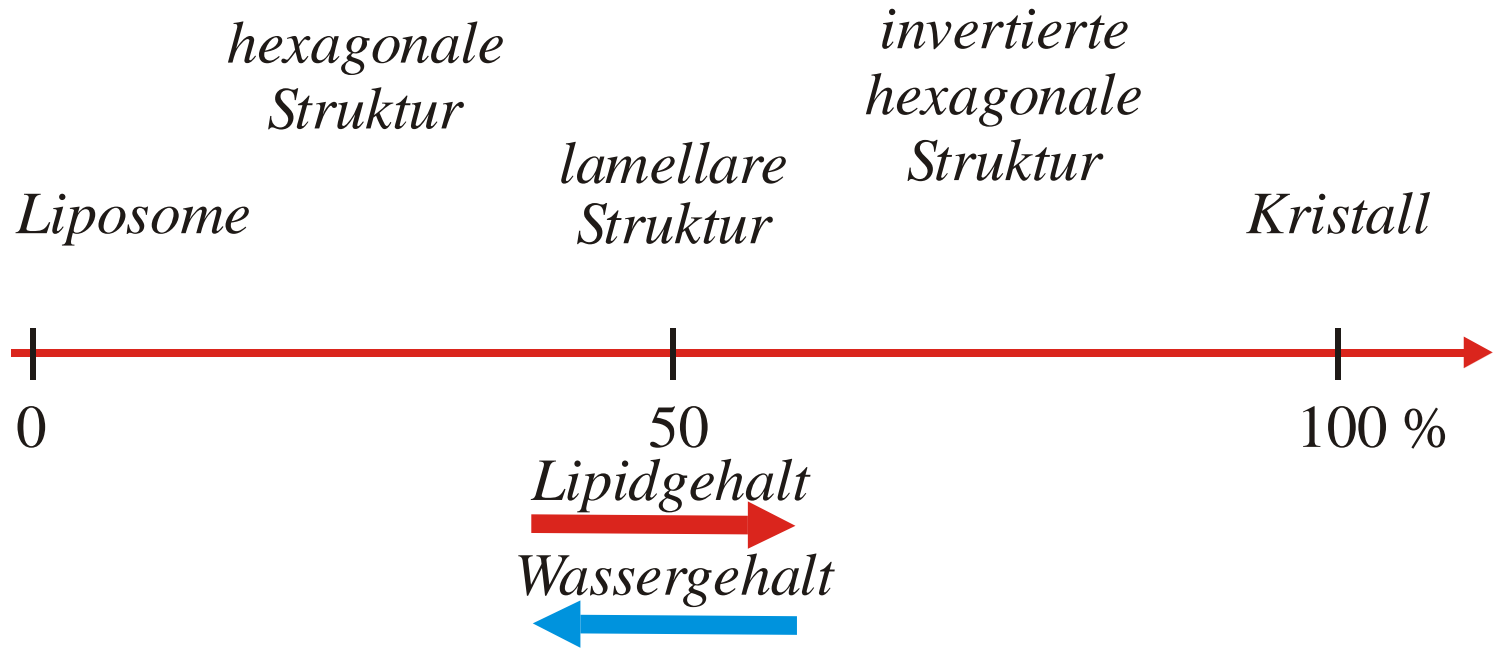 hexagonale
Struktur
invertierte
hexagonale
Struktur
lamellare
Struktur
Liposome
Kristall
0
50
100 %
Lipidgehalt
Wassergehalt